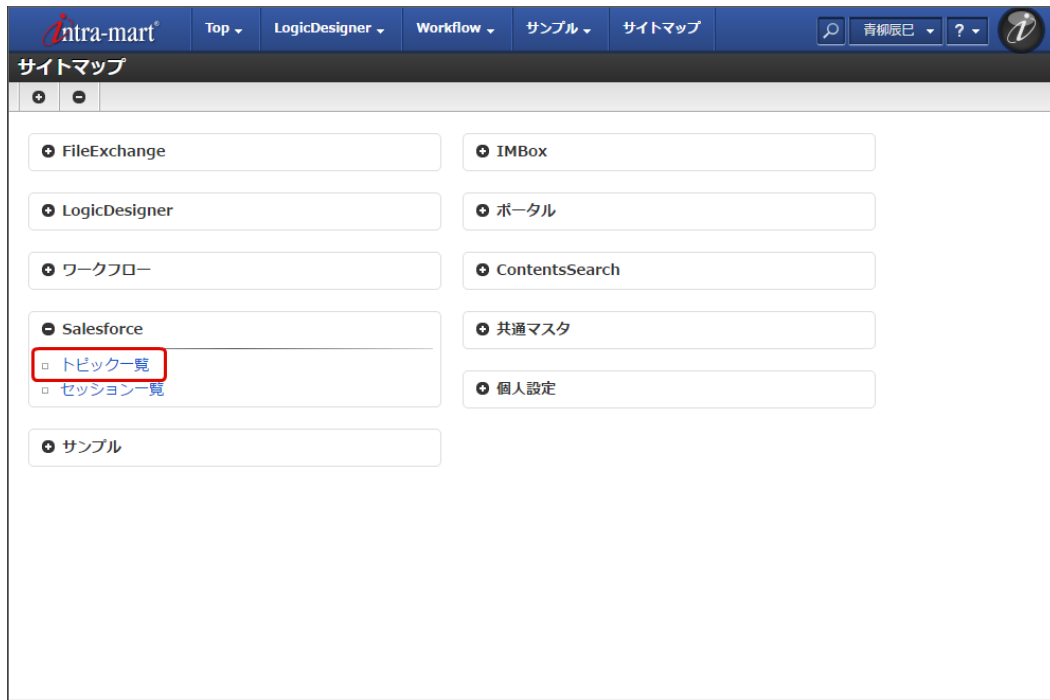 intra-mart® Top LogicDesigner Workflow サンプル サイトマップ 青柳辰巳 ?
サイトマップ
FileExchange
IMBox
LogicDesigner
ポータル
ワークフロー
ContentsSearch
Salesforce
トピック一覧
セッション一覧
共通マスタ
個人設定
サンプル